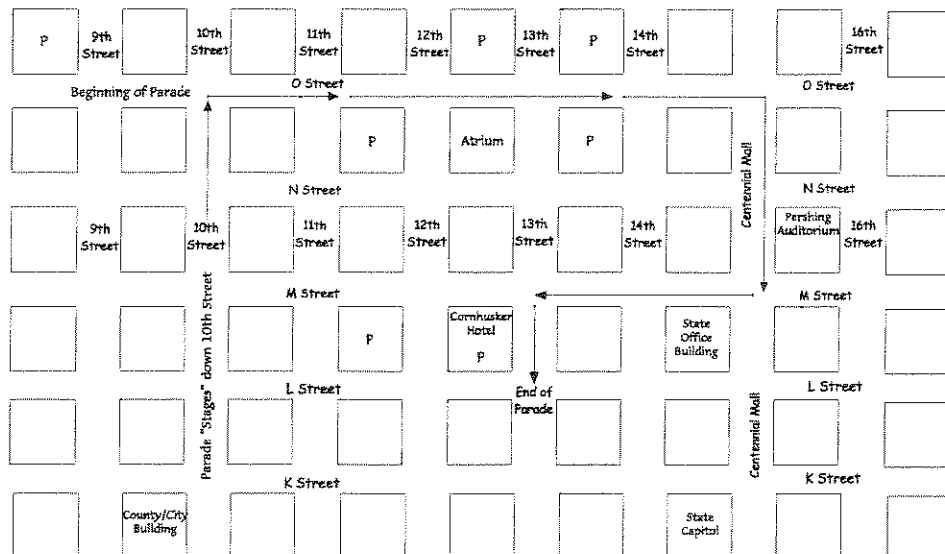 P
9th
Street
10th
Street
11th
Street
12th
Street
P
13th
Street
P
14th
Street
16th
Street
Beginning of Parade
O Street
O Street
P
Atrium
P
Centennial Mall
N Street
N Street
9th
Street
10th
Street
11th
Street
12th
Street
13th
Street
14th
Street
Pershing
Auditorium
16th
Street
Parade "Stages" down 10th Street
M Street
M Street
P
Cornhusker
Hotel
P
State
Office
Building
L Street
End of
Parade
L Street
Centennial Mall
K Street
K Street
County/City
Building
State
Capitol